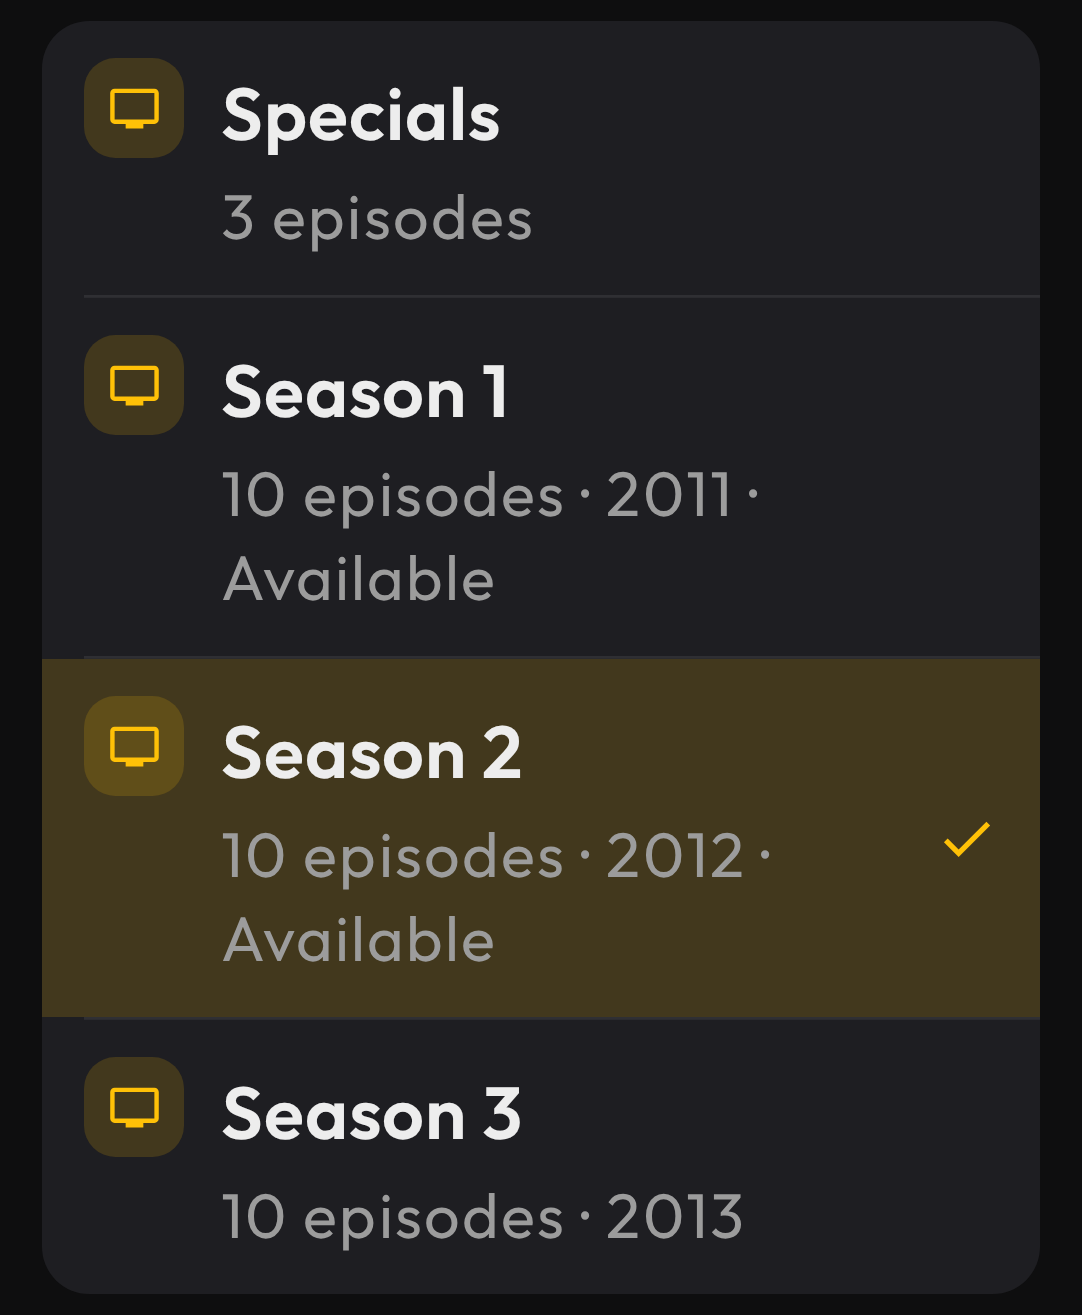 Specials
3 episodes
Season 1
10 episodes · 2011 ·
Available
Season 2
10 episodes · 2012 ·
Available
Season 3
10 episodes · 2013